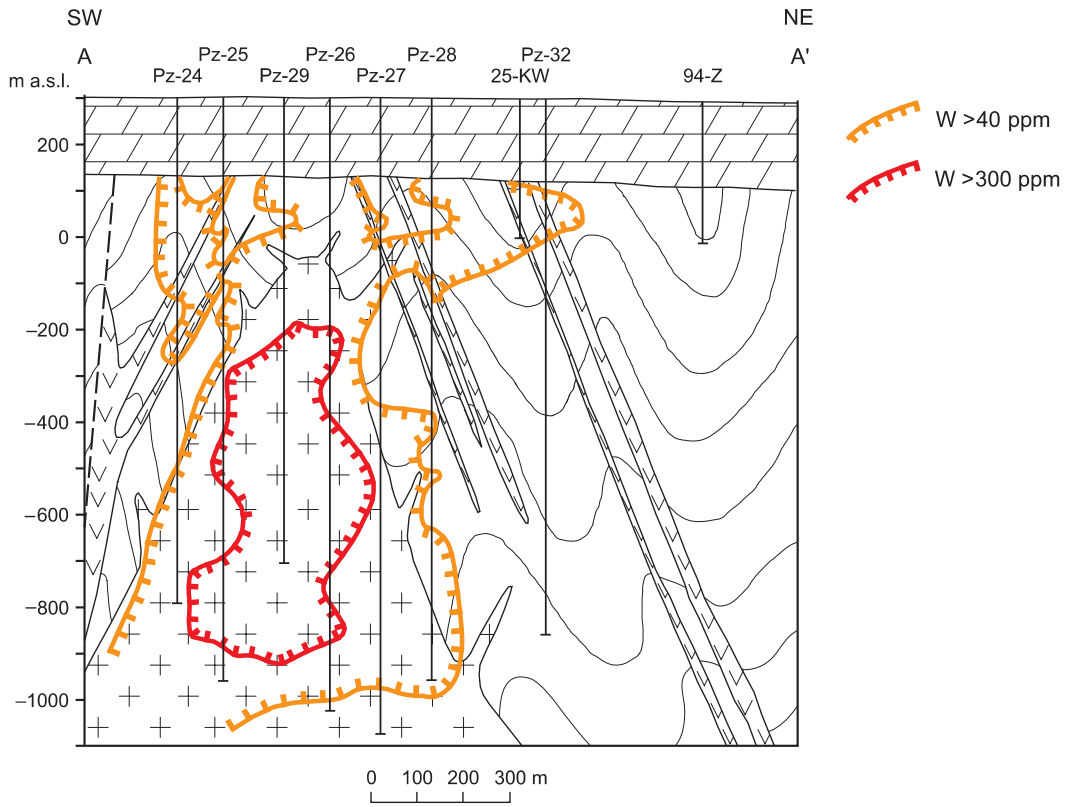 SW NE
A A'
Pz-25 Pz-26 Pz-28 Pz-32
m a.s.l. Pz-24 Pz-29 Pz-27 25-KW 94-Z
200
0
−200
−400
−600
−800
−1000
W >40 ppm
W >300 ppm
0 100 200 300 m